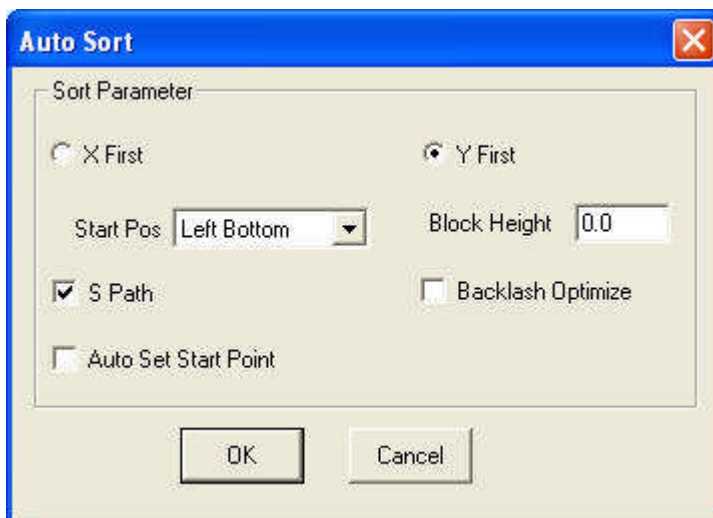 Auto Sort
Sort Parameter
X First
Y First
Start Pos Left Bottom
Block Height 0.0
S Path
Backlash Optimize
Auto Set Start Point
OK
Cancel